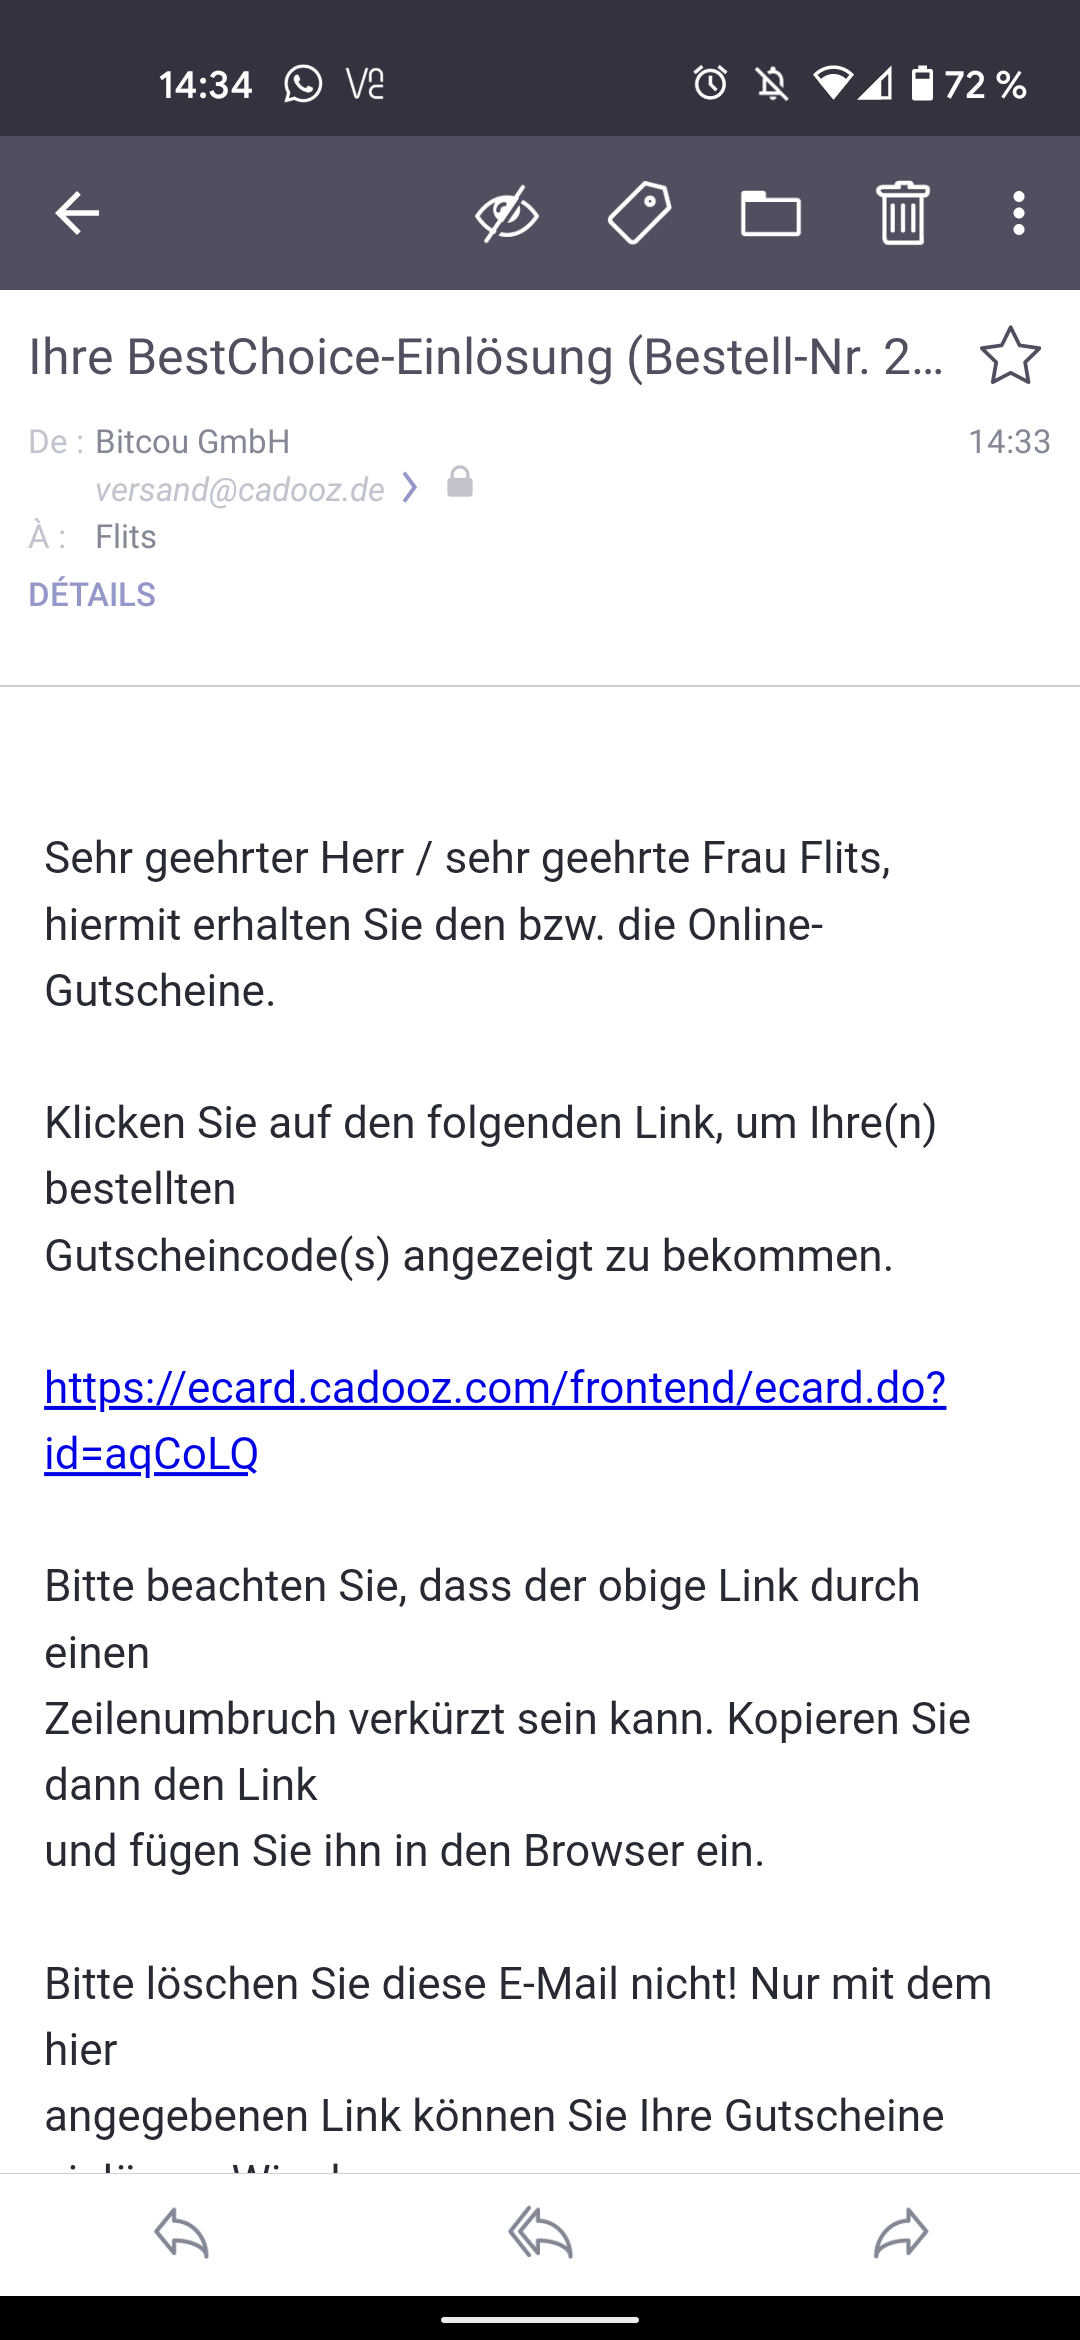 14:34
72 %
Ihre BestChoice-Einlösung (Bestell-Nr. 2…
De : Bitcou GmbH 14:33
versand@cadooz.de
À : Flits
DÉTAILS
Sehr geehrter Herr / sehr geehrte Frau Flits,
hiermit erhalten Sie den bzw. die Online-
Gutscheine.
Klicken Sie auf den folgenden Link, um Ihre(n)
bestellten
Gutscheincode(s) angezeigt zu bekommen.
https://ecard.cadooz.com/frontend/ecard.do?
id=aqCoLQ
Bitte beachten Sie, dass der obige Link durch
einen
Zeilenumbruch verkürzt sein kann. Kopieren Sie
dann den Link
und fügen Sie ihn in den Browser ein.
Bitte löschen Sie diese E-Mail nicht! Nur mit dem
hier
angegebenen Link können Sie Ihre Gutscheine